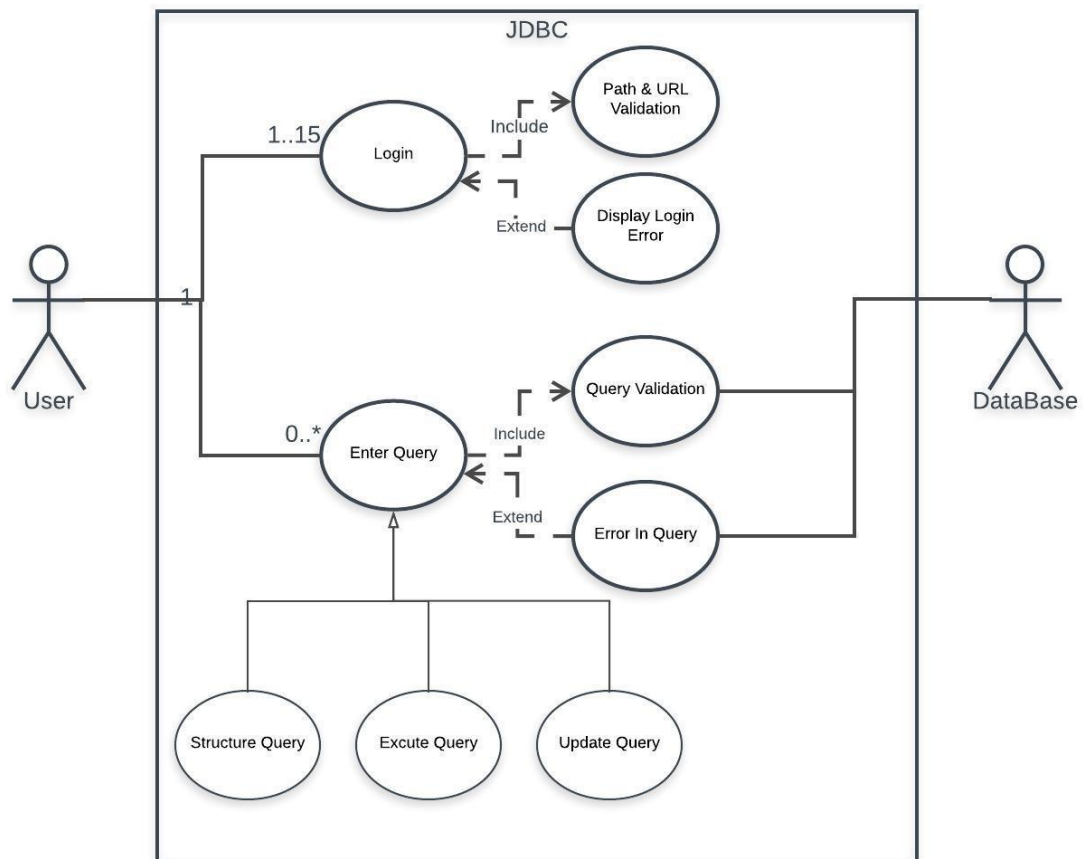 JDBC
Path & URL
Validation
1..15
Include
Login
Display Login
Error
Extend
1
User
DataBase
Query Validation
0..*
Include
Enter Query
Extend
Error In Query
Structure Query
Excute Query
Update Query